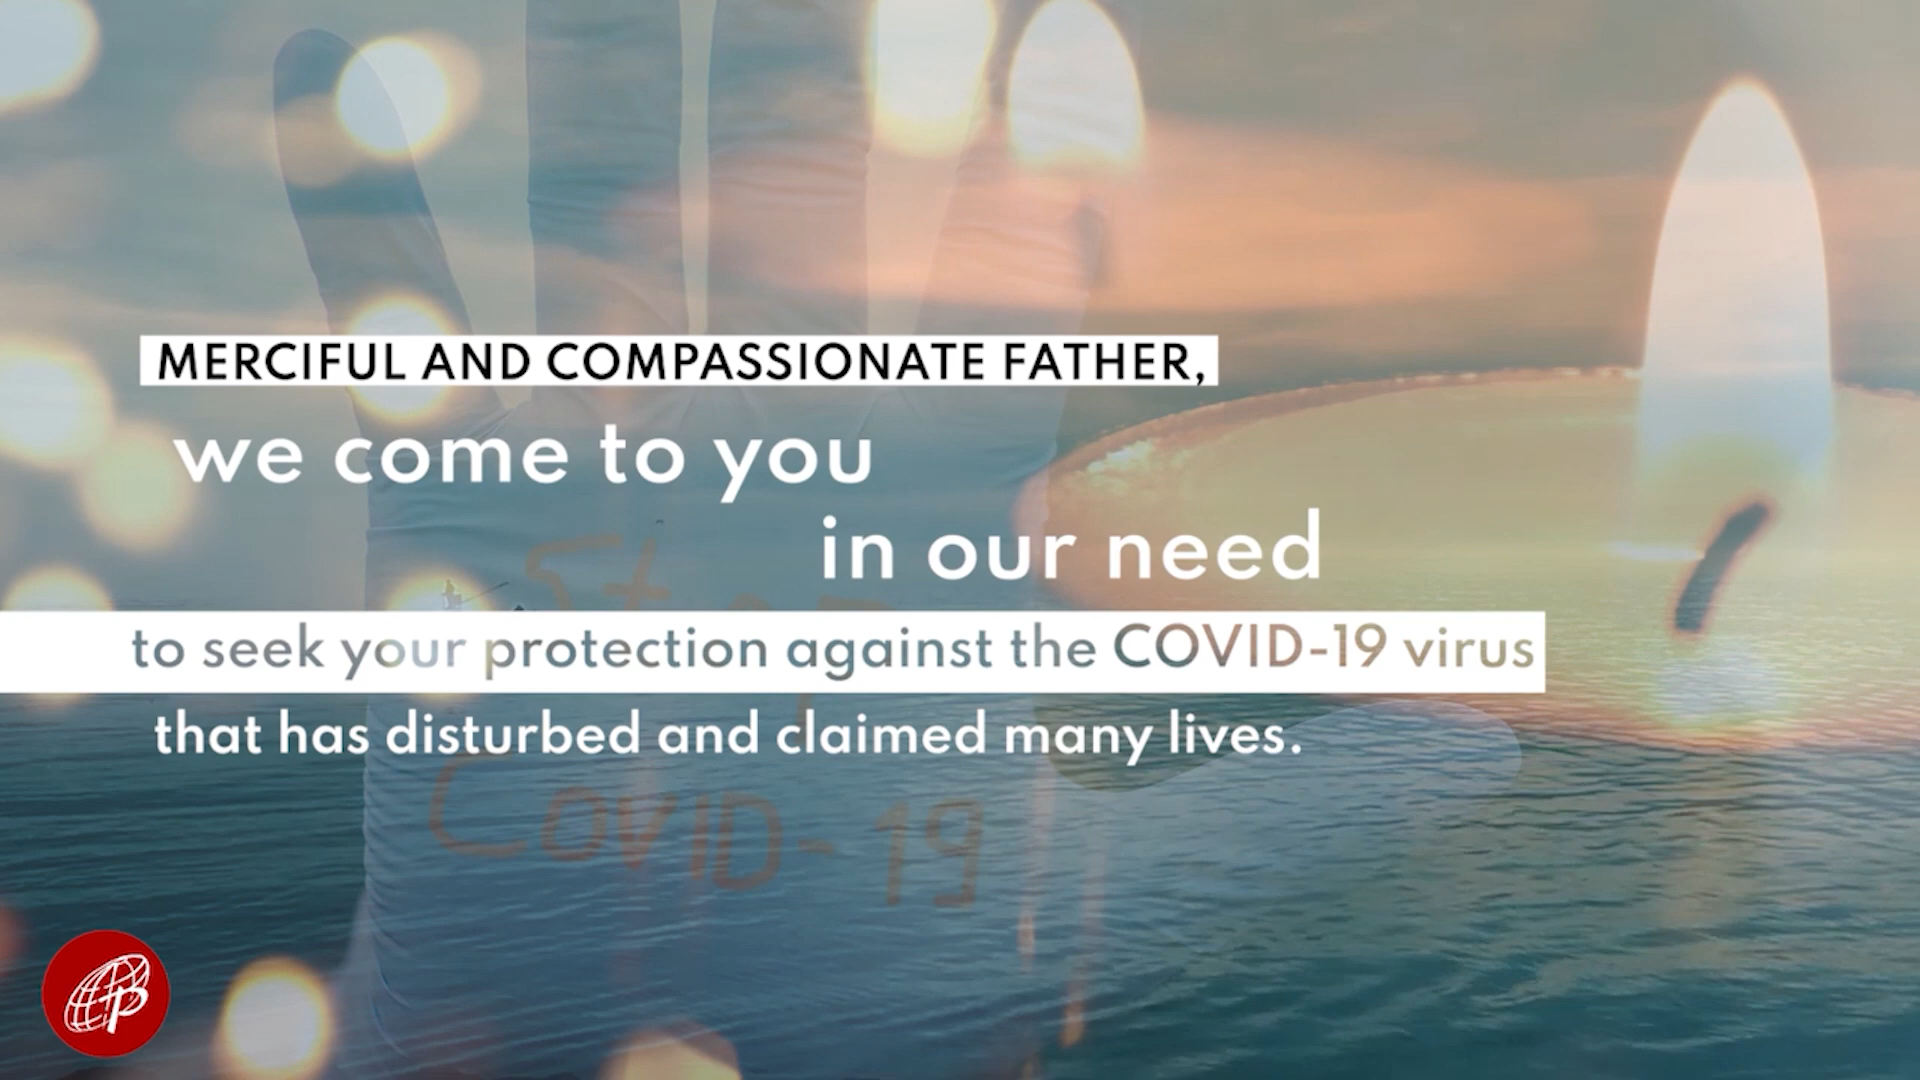 MERCIFUL AND COMPASSIONATE FATHER,
we come to you
in our need
to seek your protection against the COVID-19 virus
that has disturbed and claimed many lives.
Stop
COVID-19